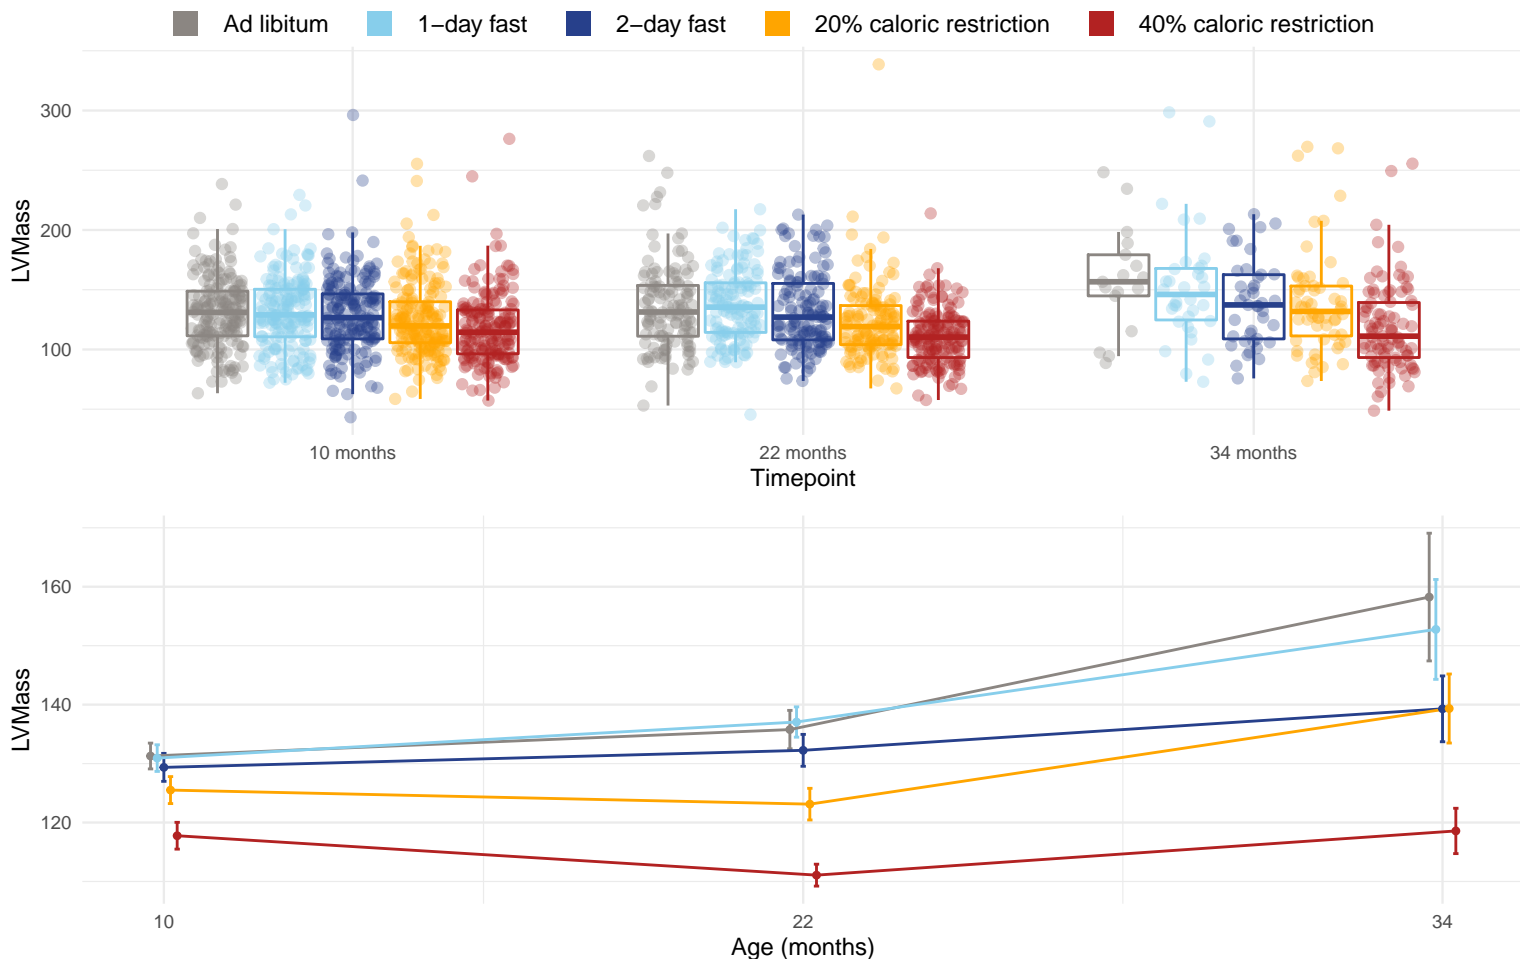 Ad libitum 1−day fast 2−day fast 20% caloric restriction 40% caloric restriction
300
200
100
LVMass
10 months 22 months 34 months
Timepoint
160
140
120
LVMass
10 22 34
Age (months)